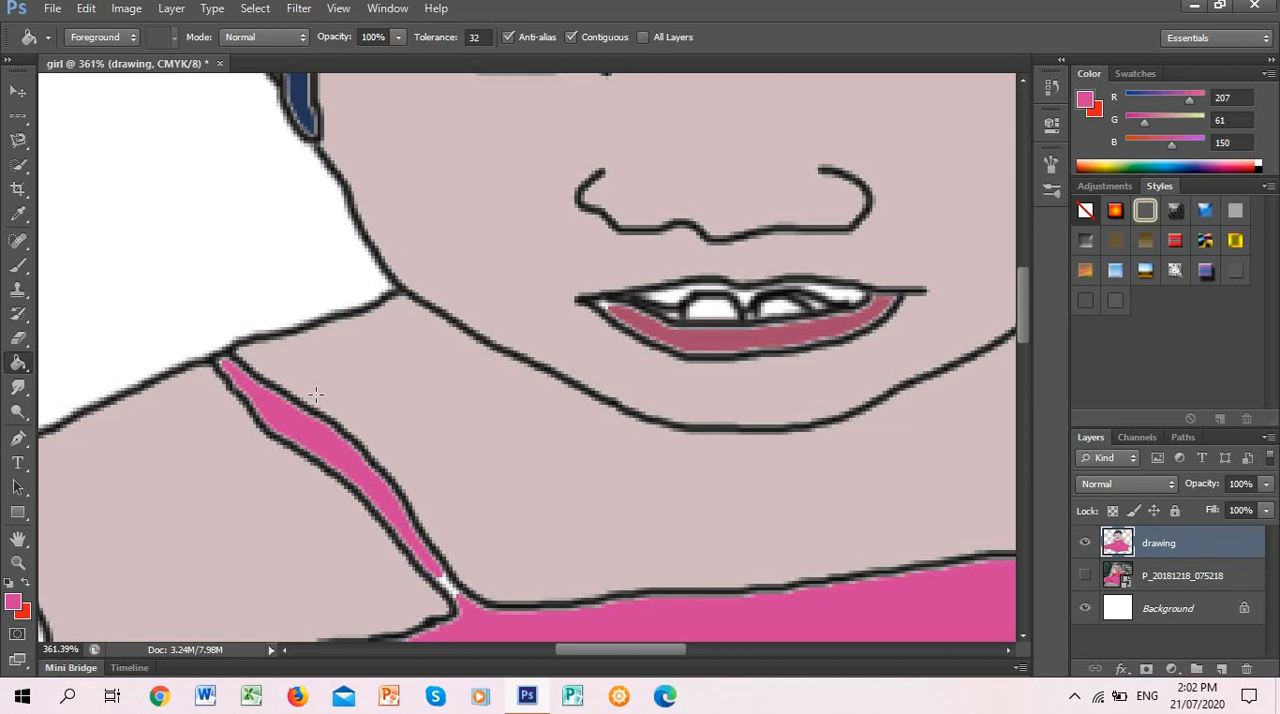 Ps File Edit Image Layer Type Select Filter View Window Help
Foreground Mode: Normal Opacity: 100% Tolerance: 32 Anti-alias Contiguous All Layers Essentials
girl @ 361% (drawing, CMYK/8) * ×
Color Swatches
R 207
G 61
B 150
Adjustments Styles
Layers Channels Paths
Kind
Normal Opacity: 100%
Lock: Fill: 100%
drawing
P_20181218_075218
Background
361.39% Doc: 3.24M/7.98M
Mini Bridge Timeline
ENG 2:02 PM
21/07/2020